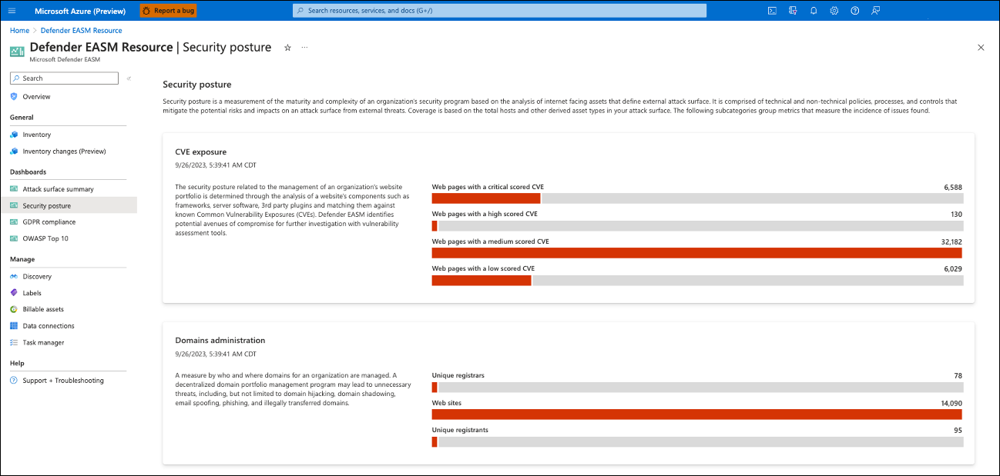 Microsoft Azure (Preview)
Report a bug
Search resources, services, and docs (G+/)
Home > Defender EASM Resource
Defender EASM Resource | Security posture
Microsoft Defender EASM
Search
Overview
General
Inventory
Inventory changes (Preview)
Dashboards
Attack surface summary
Security posture
GDPR compliance
OWASP Top 10
Manage
Discovery
Labels
Billable assets
Data connections
Task manager
Help
Support + Troubleshooting
Security posture
Security posture is a measurement of the maturity and complexity of an organization's security program based on the analysis of internet facing assets that define external attack surface. It is comprised of technical and non-technical policies, processes, and controls that
mitigate the potential risks and impacts on an attack surface from external threats. Coverage is based on the total hosts and other derived asset types in your attack surface. The following subcategories group metrics that measure the incidence of issues found.
CVE exposure
9/26/2023, 5:39:41 AM CDT
The security posture related to the management of an organization's website
portfolio is determined through the analysis of a website's components such as
frameworks, server software, 3rd party plugins and matching them against
known Common Vulnerability Exposures (CVEs). Defender EASM identifies
potential avenues of compromise for further investigation with vulnerability
assessment tools.
Web pages with a critical scored CVE 6,588
Web pages with a high scored CVE 130
Web pages with a medium scored CVE 32,182
Web pages with a low scored CVE 6,029
Domains administration
9/26/2023, 5:39:41 AM CDT
A measure by who and where domains for an organization are managed. A
decentralized domain portfolio management program may lead to unnecessary
threats, including, but not limited to domain hijacking, domain shadowing,
email spoofing, phishing, and illegally transferred domains.
Unique registrars 78
Web sites 14,090
Unique registrants 95